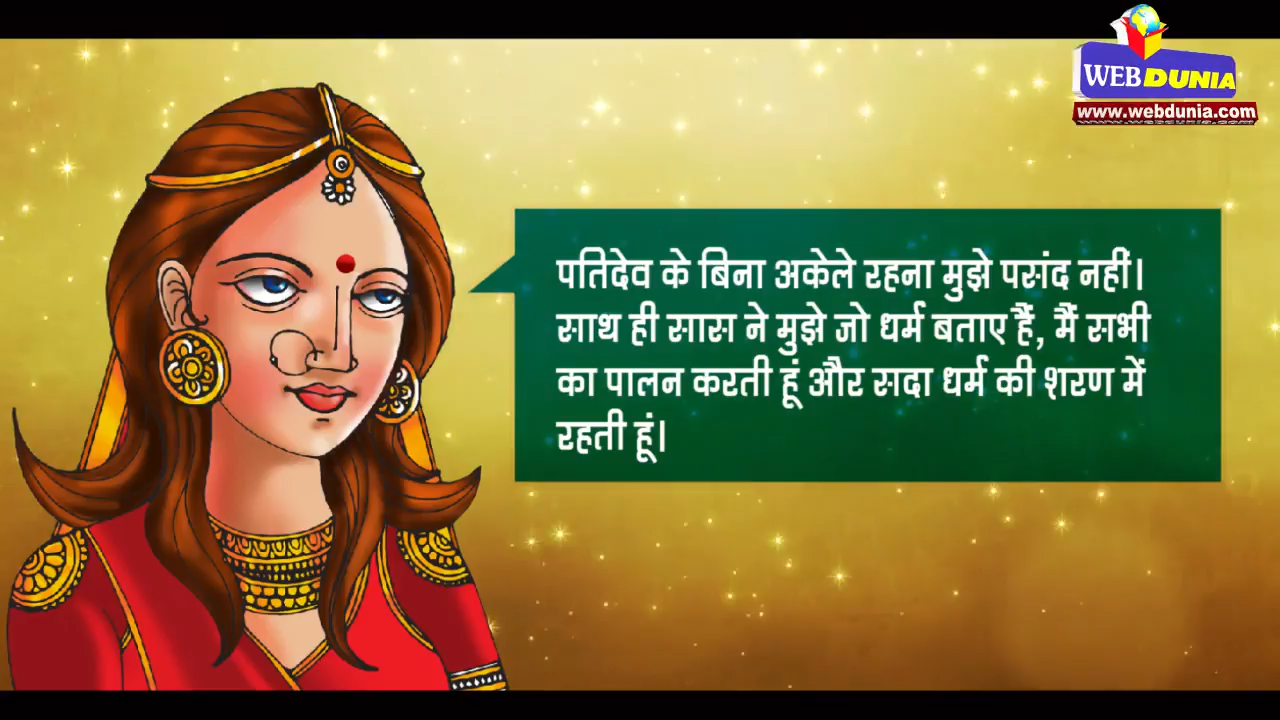 WEBDUNIA
www.webdunia.com
पतिदेव के बिना अकेले रहना मुझे पसंद नहीं।
साथ ही सास ने मुझे जो धर्म बताए हैं, मैं सभी
का पालन करती हूं और सदा धर्म की शरण में
रहती हूं।